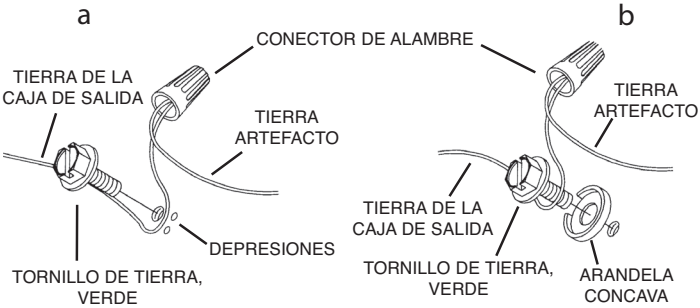 a
b
CONECTOR DE ALAMBRE
TIERRA DE LA
CAJA DE SALIDA
TIERRA
ARTEFACTO
DEPRESIONES
TORNILLO DE TIERRA,
VERDE
TIERRA
ARTEFACTO
TIERRA DE LA
CAJA DE SALIDA
TORNILLO DE TIERRA,
VERDE
ARANDELA
CONCAVA